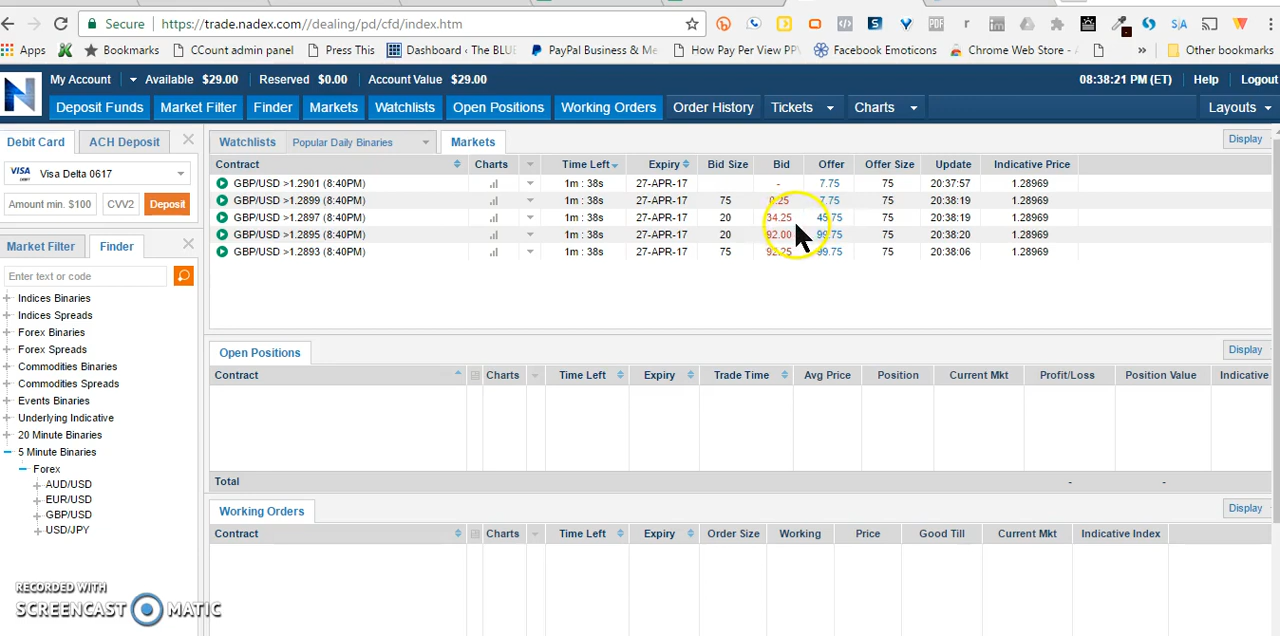 Secure https://trade.nadex.com//dealing/pd/cfd/index.htm
Apps Bookmarks CCount admin panel Press This Dashboard ‹ The BLUE PayPal Business & Me How Pay Per View PPV Facebook Emoticons Chrome Web Store - » Other bookmarks
N My Account Available $29.00 Reserved $0.00 Account Value $29.00 08:38:21 PM (ET) Help Logout
Deposit Funds Market Filter Finder Markets Watchlists Open Positions Working Orders Order History Tickets Charts Layouts
Debit Card ACH Deposit Watchlists Popular Daily Binaries Markets Display
Contract Charts Time Left Expiry Bid Size Bid Offer Offer Size Update Indicative Price
VISA Visa Delta 0617
GBP/USD >1.2901 (8:40PM) 1m : 38s 27-APR-17 - 7.75 75 20:37:57 1.28969
Amount min. $100 CVV2 Deposit
GBP/USD >1.2899 (8:40PM) 1m : 38s 27-APR-17 75 0.25 7.75 75 20:38:19 1.28969
GBP/USD >1.2897 (8:40PM) 1m : 38s 27-APR-17 20 34.25 45.75 75 20:38:19 1.28969
GBP/USD >1.2895 (8:40PM) 1m : 38s 27-APR-17 20 92.00 99.75 75 20:38:20 1.28969
GBP/USD >1.2893 (8:40PM) 1m : 38s 27-APR-17 75 92.25 99.75 75 20:38:06 1.28969
Market Filter Finder
Enter text or code
Indices Binaries
Indices Spreads
Forex Binaries
Forex Spreads
Commodities Binaries
Commodities Spreads
Events Binaries
Underlying Indicative
20 Minute Binaries
5 Minute Binaries
Forex
AUD/USD
EUR/USD
GBP/USD
USD/JPY
Open Positions Display
Contract Charts Time Left Expiry Trade Time Avg Price Position Current Mkt Profit/Loss Position Value Indicative
Total - -
Working Orders Display
Contract Charts Time Left Expiry Order Size Working Price Good Till Current Mkt Indicative Index
RECORDED WITH
SCREENCAST MATIC